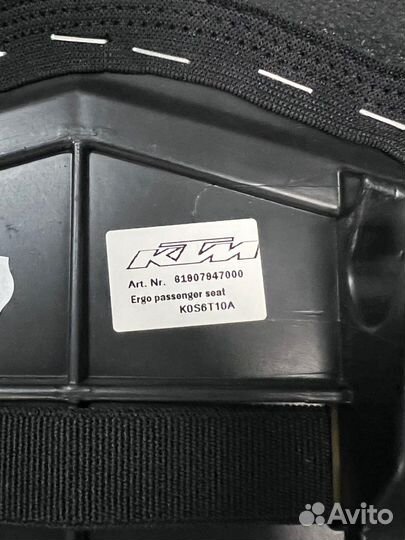 KTM
Art. Nr. 61907947000
Ergo passenger seat
K0S6T10A
Avito